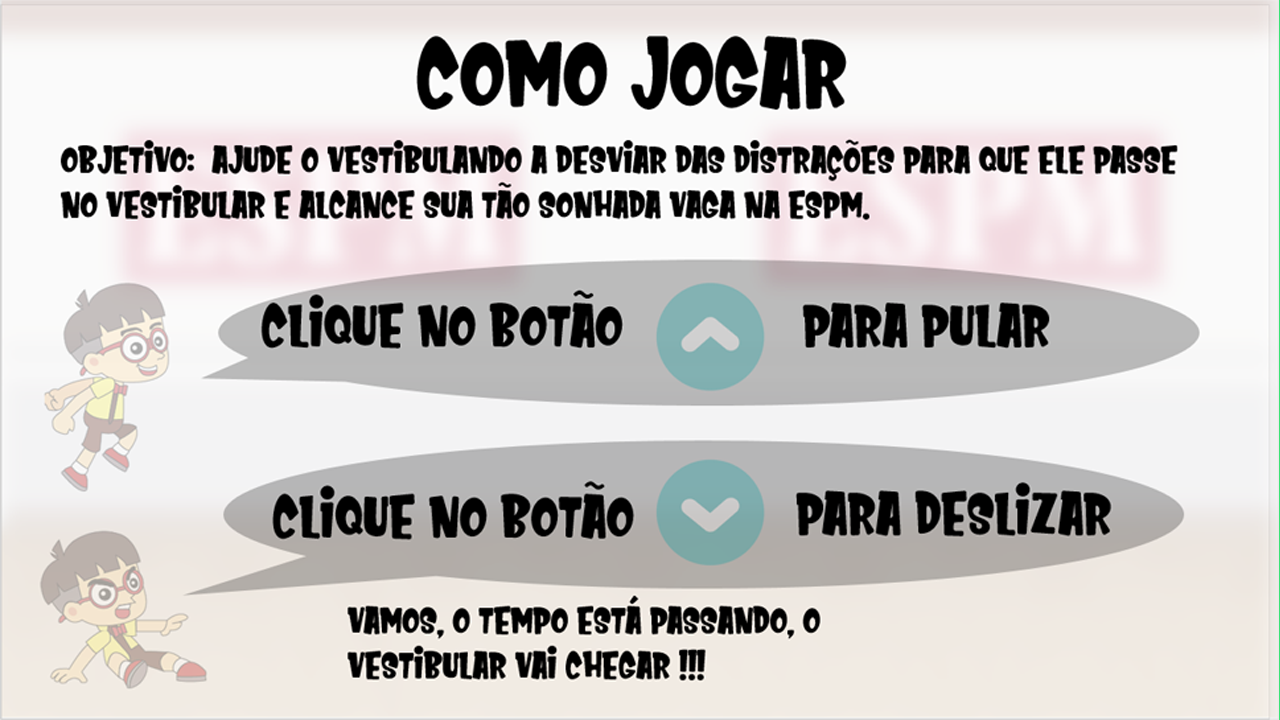 COMO JOGAR
OBJETIVO: AJUDE O VESTIBULANDO A DESVIAR DAS DISTRAÇÕES PARA QUE ELE PASSE
NO VESTIBULAR E ALCANCE SUA TÃO SONHADA VAGA NA ESPM.
ESPM ESPM
CLIQUE NO BOTÃO PARA PULAR
CLIQUE NO BOTÃO PARA DESLIZAR
VAMOS, O TEMPO ESTÁ PASSANDO, O
VESTIBULAR VAI CHEGAR !!!